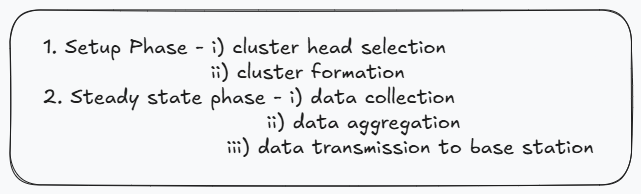 1. Setup Phase - i) cluster head selection
ii) cluster formation
2. Steady state phase - i) data collection
ii) data aggregation
iii) data transmission to base station